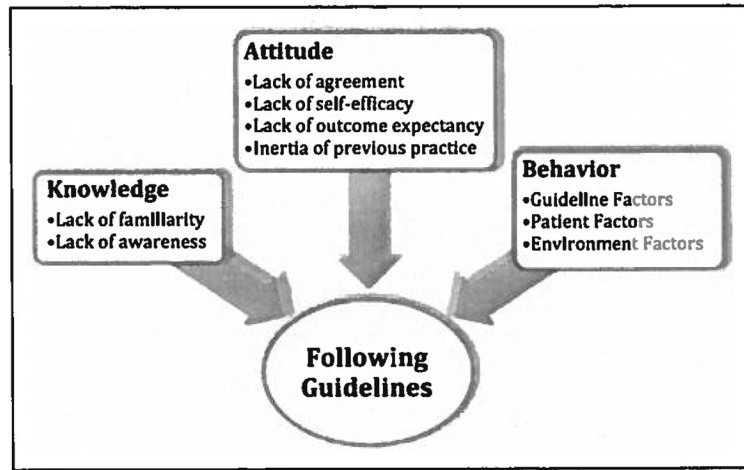 Attitude
•Lack of agreement
•Lack of self-efficacy
•Lack of outcome expectancy
•Inertia of previous practice
Knowledge
•Lack of familiarity
•Lack of awareness
Behavior
•Guideline Factors
•Patient Factors
•Environment Factors
Following
Guidelines